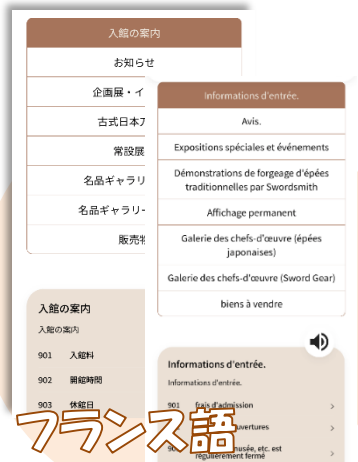 入館の案内
お知らせ
企画展・イ
古式日本刀
常設展
名品ギャラリ
名品ギャラリー
販売物
入館の案内
入館の案内
901 入館料
902 開館時間
903 休館日
Informations d'entrée.
Avis.
Expositions spéciales et événements
Démonstrations de forgeage d'épées
traditionnelles par Swordsmith
Affichage permanent
Galerie des chefs-d'œuvre (épées
japonaises)
Galerie des chefs-d'œuvre (Sword Gear)
biens à vendre
Informations d'entrée.
Informations d'entrée.
901 frais d'admission
uvertures
musée, etc. est
régulièrement fermé
フランス語